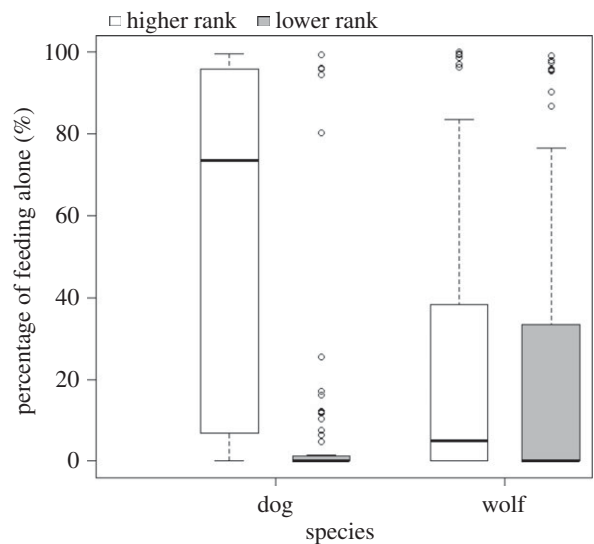 higher rank lower rank
percentage of feeding alone (%)
100
80
60
40
20
0
dog wolf
species